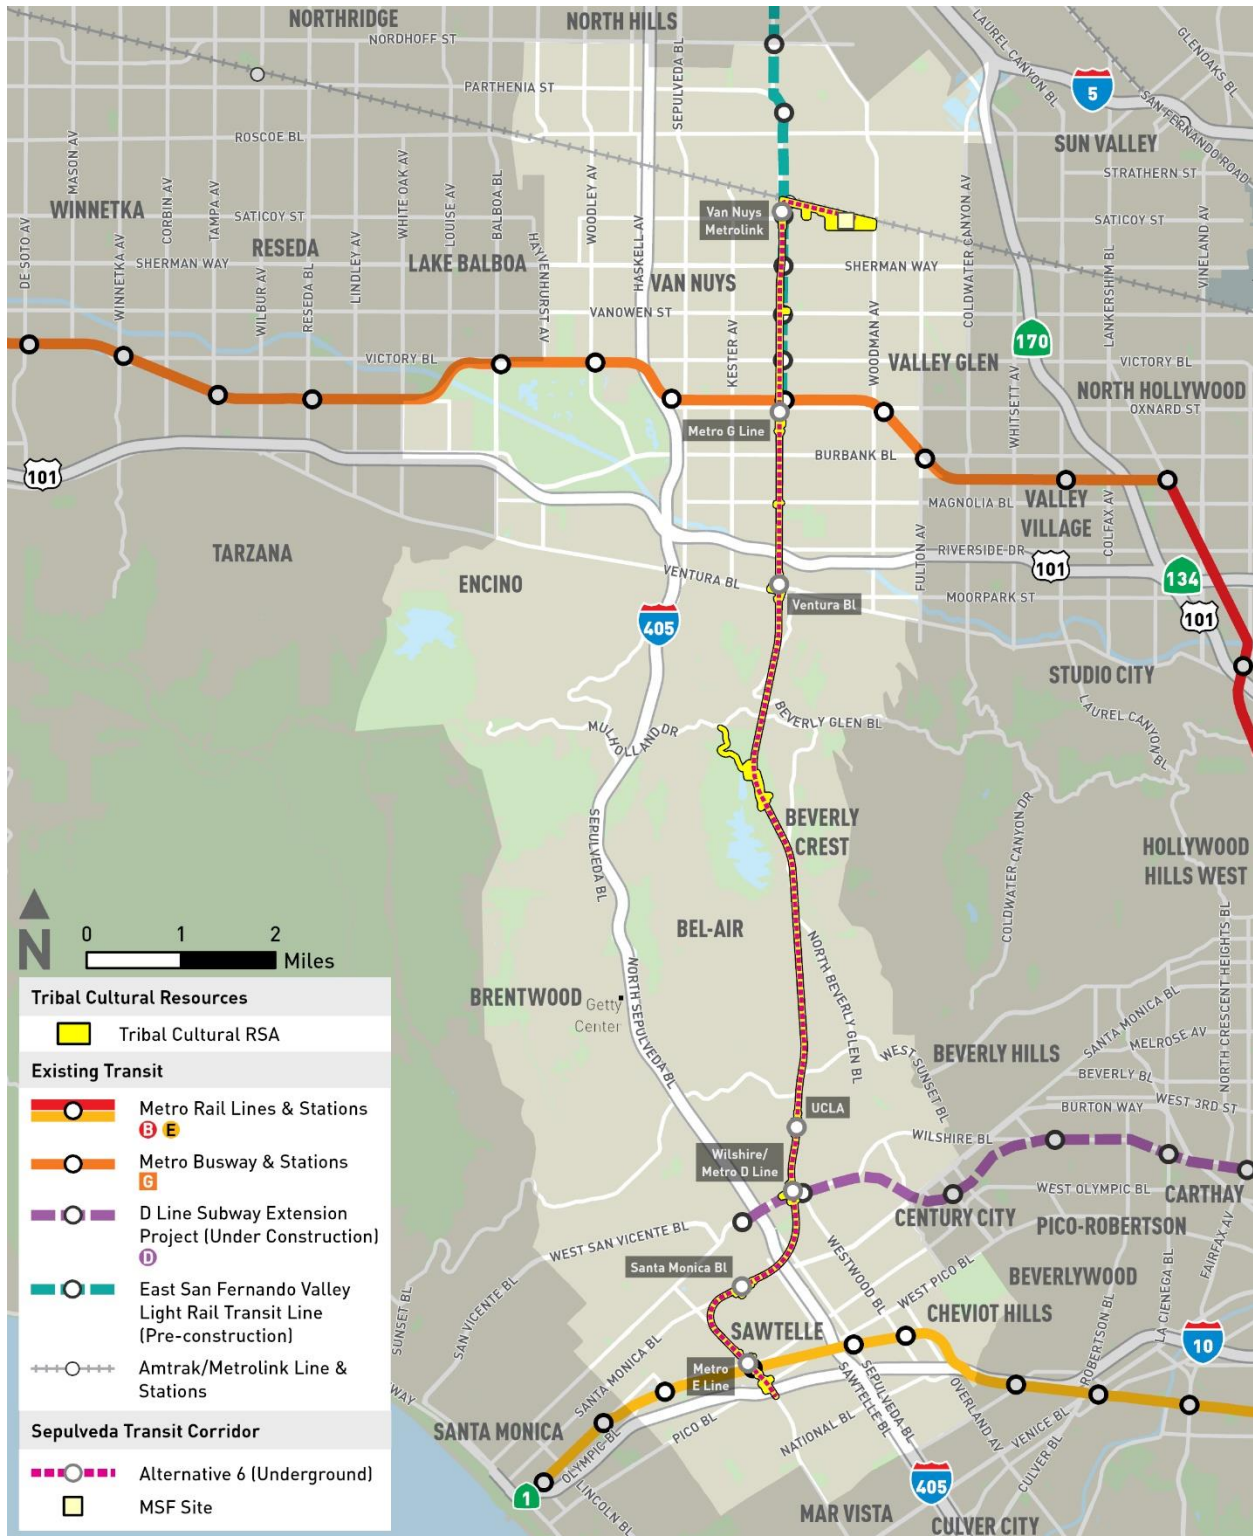 NORTHRIDGE
NORDHOFF ST
NORTH HILLS
SEPULVEDA BL
LAUREL CANYON BL
GLENOAKS BL
5
SAN FERNANDO ROAD
PARTHENIA ST
ROSCOE BL
SUN VALLEY
STRATHERN ST
MASON AV
WINNETKA
CORBIN AV
TAMPA AV
SATICOY ST
WHITE OAK AV
LOUISE AV
BALBOA BL
WOODLEY AV
Van Nuys
Metrolink
COLDWATER CANYON AV
SATICOY ST
DE SOTO AV
WINNETKA AV
SHERMAN WAY
RESEDA
WILBUR AV
RESEDA BL
LINDLEY AV
LAKE BALBOA
HAYVENHURST AV
HASKELL AV
VAN NUYS
SHERMAN WAY
LANKERSHIM BL
VINELAND AV
VANOWEN ST
KESTER AV
WOODMAN AV
VALLEY GLEN
170
VICTORY BL
VICTORY BL
WHITSETT AV
NORTH HOLLYWOOD
OXNARD ST
Metro G Line
BURBANK BL
101
MAGNOLIA BL
VALLEY
VILLAGE
COLFAX AV
TARZANA
FULTON AV
RIVERSIDE DR
101
134
ENCINO
VENTURA BL
Ventura Bl
MOORPARK ST
101
405
STUDIO CITY
MULHOLLAND DR
BEVERLY GLEN BL
LAUREL CANYON BL
SEPULVEDA BL
BEVERLY
CREST
COLDWATER CANYON DR
HOLLYWOOD
HILLS WEST
N
0 1 2
Miles
BEL-AIR
NORTH SEPULVEDA BL
NORTH BEVERLY GLEN BL
NORTH CRESCENT HEIGHTS BL
BRENTWOOD
Getty
Center
SANTA MONICA BL
MELROSE AV
WEST SUNSET BL
BEVERLY HILLS
BEVERLY BL
WEST 3RD ST
BURTON WAY
UCLA
WILSHIRE BL
Wilshire/
Metro D Line
WEST OLYMPIC BL
CARTHAY
CENTURY CITY
PICO-ROBERTSON
FAIRFAX AV
WEST SAN VICENTE BL
WESTWOOD BL
WEST PICO BL
Santa Monica Bl
BEVERLYWOOD
LA CIENEGA BL
SUNSET BL
SAN VICENTE BL
SAWTELLE
CHEVIOT HILLS
ROBERTSON BL
10
Metro
E Line
SANTA MONICA BL
SAWTELLE BL
SEPULVEDA BL
OVERLAND AV
WAY
SANTA MONICA
OLYMPIC BL
PICO BL
NATIONAL BL
VENICE BL
CULVER BL
1
LINCOLN BL
405
MAR VISTA
CULVER CITY
Tribal Cultural Resources
Tribal Cultural RSA
Existing Transit
Metro Rail Lines & Stations
B E
Metro Busway & Stations
G
D Line Subway Extension
Project (Under Construction)
D
East San Fernando Valley
Light Rail Transit Line
(Pre-construction)
Amtrak/Metrolink Line &
Stations
Sepulveda Transit Corridor
Alternative 6 (Underground)
MSF Site